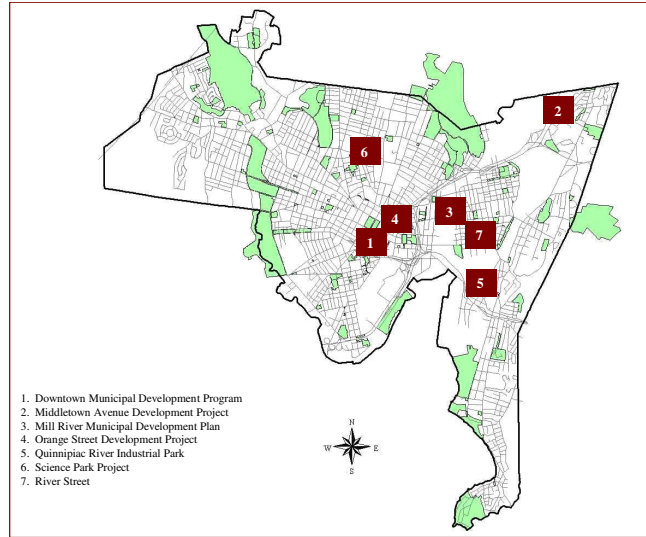 2
6
3
4
7
1
5
1. Downtown Municipal Development Program
2. Middletown Avenue Development Project
3. Mill River Municipal Development Plan
4. Orange Street Development Project
5. Quinnipiac River Industrial Park
6. Science Park Project
7. River Street
N
W E
S